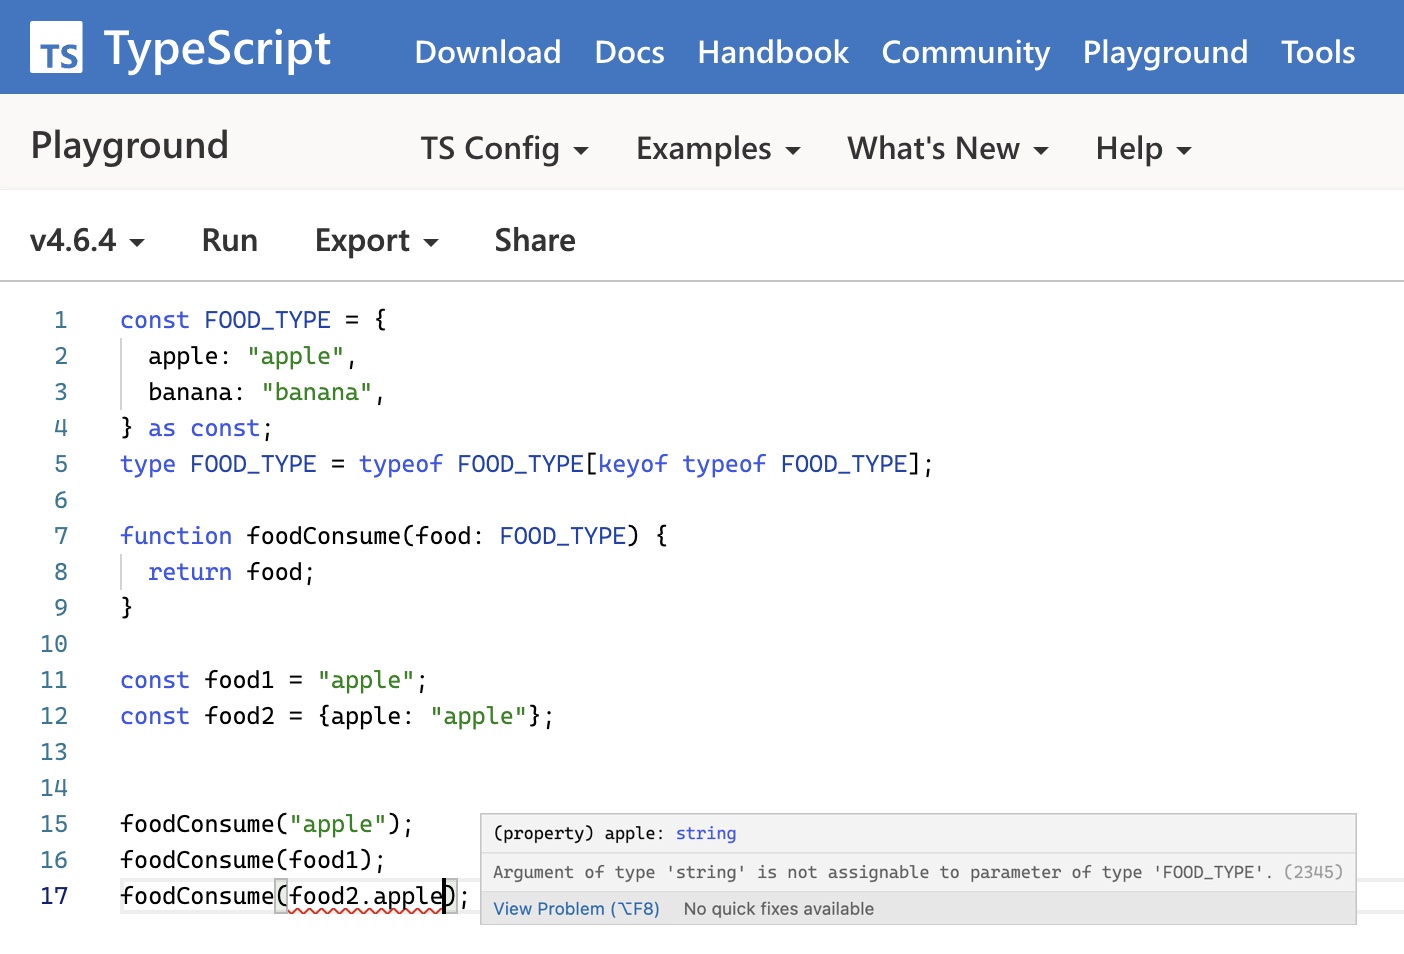 TS TypeScript Download Docs Handbook Community Playground Tools
Playground TS Config Examples What's New Help
v4.6.4 Run Export Share
1 const FOOD_TYPE = {
2 apple: "apple",
3 banana: "banana",
4 } as const;
5 type FOOD_TYPE = typeof FOOD_TYPE[keyof typeof FOOD_TYPE];
6
7 function foodConsume(food: FOOD_TYPE) {
8 return food;
9 }
10
11 const food1 = "apple";
12 const food2 = {apple: "apple"};
13
14
15 foodConsume("apple");
16 foodConsume(food1);
17 foodConsume(food2.apple);
(property) apple: string
Argument of type 'string' is not assignable to parameter of type 'FOOD_TYPE'. (2345)
View Problem (⌥F8) No quick fixes available